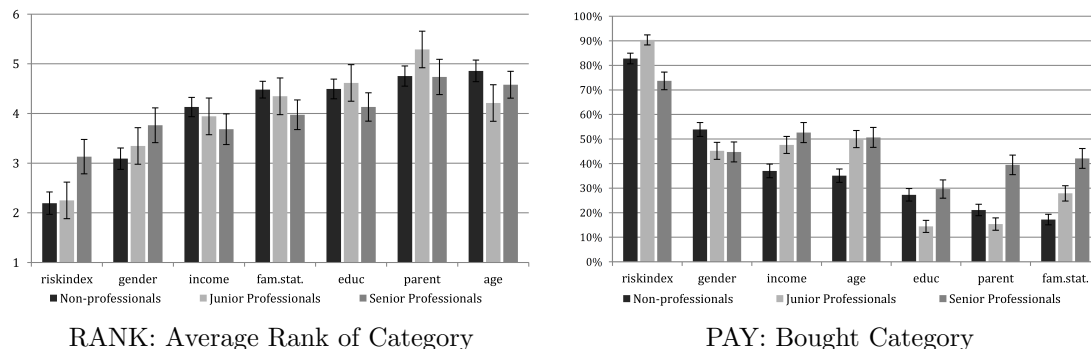 6
5
4
3
2
1
riskindex gender income fam.stat. educ parent age
Non-professionals Junior Professionals Senior Professionals
RANK: Average Rank of Category
100%
90%
80%
70%
60%
50%
40%
30%
20%
10%
0%
riskindex gender income age educ parent fam.stat.
Non-professionals Junior Professionals Senior Professionals
PAY: Bought Category